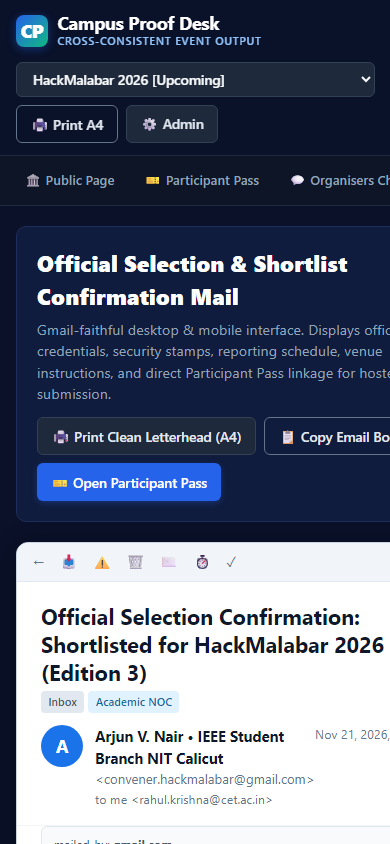 CP
Campus Proof Desk
CROSS-CONSISTENT EVENT OUTPUT
HackMalabar 2026 [Upcoming]
Print A4
Admin
Public Page
Participant Pass
Organisers Ch
Official Selection & Shortlist
Confirmation Mail
Gmail-faithful desktop & mobile interface. Displays offic
credentials, security stamps, reporting schedule, venue
instructions, and direct Participant Pass linkage for hoste
submission.
Print Clean Letterhead (A4)
Copy Email Bo
Open Participant Pass
Official Selection Confirmation:
Shortlisted for HackMalabar 2026
(Edition 3)
Inbox
Academic NOC
A
Arjun V. Nair • IEEE Student
Branch NIT Calicut
Nov 21, 2026,
<convener.hackmalabar@gmail.com>
to me <rahul.krishna@cet.ac.in>